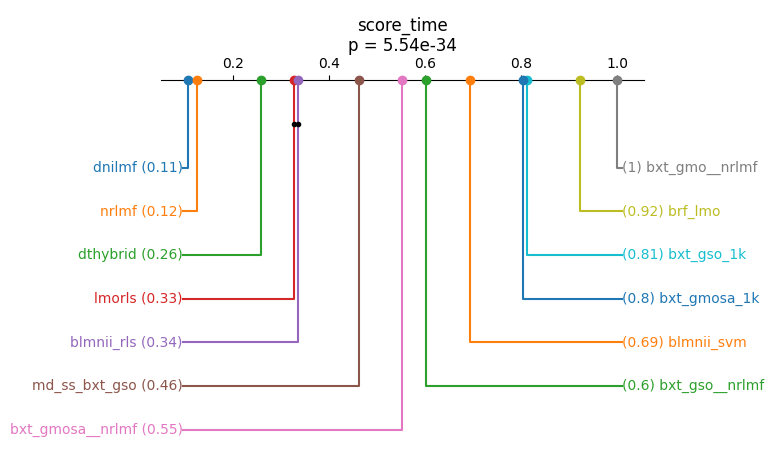 score_time
p = 5.54e-34
0.2 0.4 0.6 0.8 1.0
dnilmf (0.11)
(1) bxt_gmo__nrlmf
nrlmf (0.12)
(0.92) brf_lmo
dthybrid (0.26)
(0.81) bxt_gso_1k
lmorls (0.33)
(0.8) bxt_gmosa_1k
blmnii_rls (0.34)
(0.69) blmnii_svm
md_ss_bxt_gso (0.46)
(0.6) bxt_gso__nrlmf
bxt_gmosa__nrlmf (0.55)